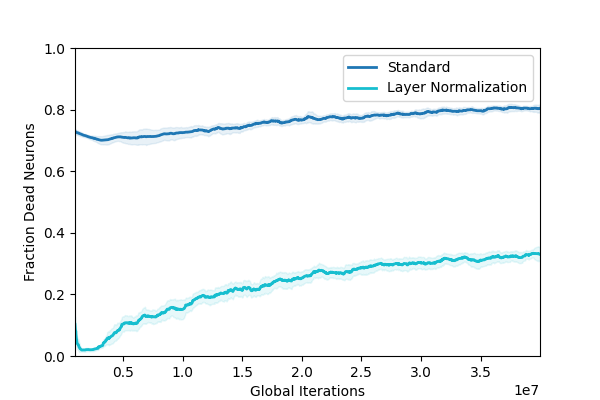 Standard
Layer Normalization
1.0
0.8
0.6
0.4
0.2
0.0
Fraction Dead Neurons
0.5 1.0 1.5 2.0 2.5 3.0 3.5
1e7
Global Iterations